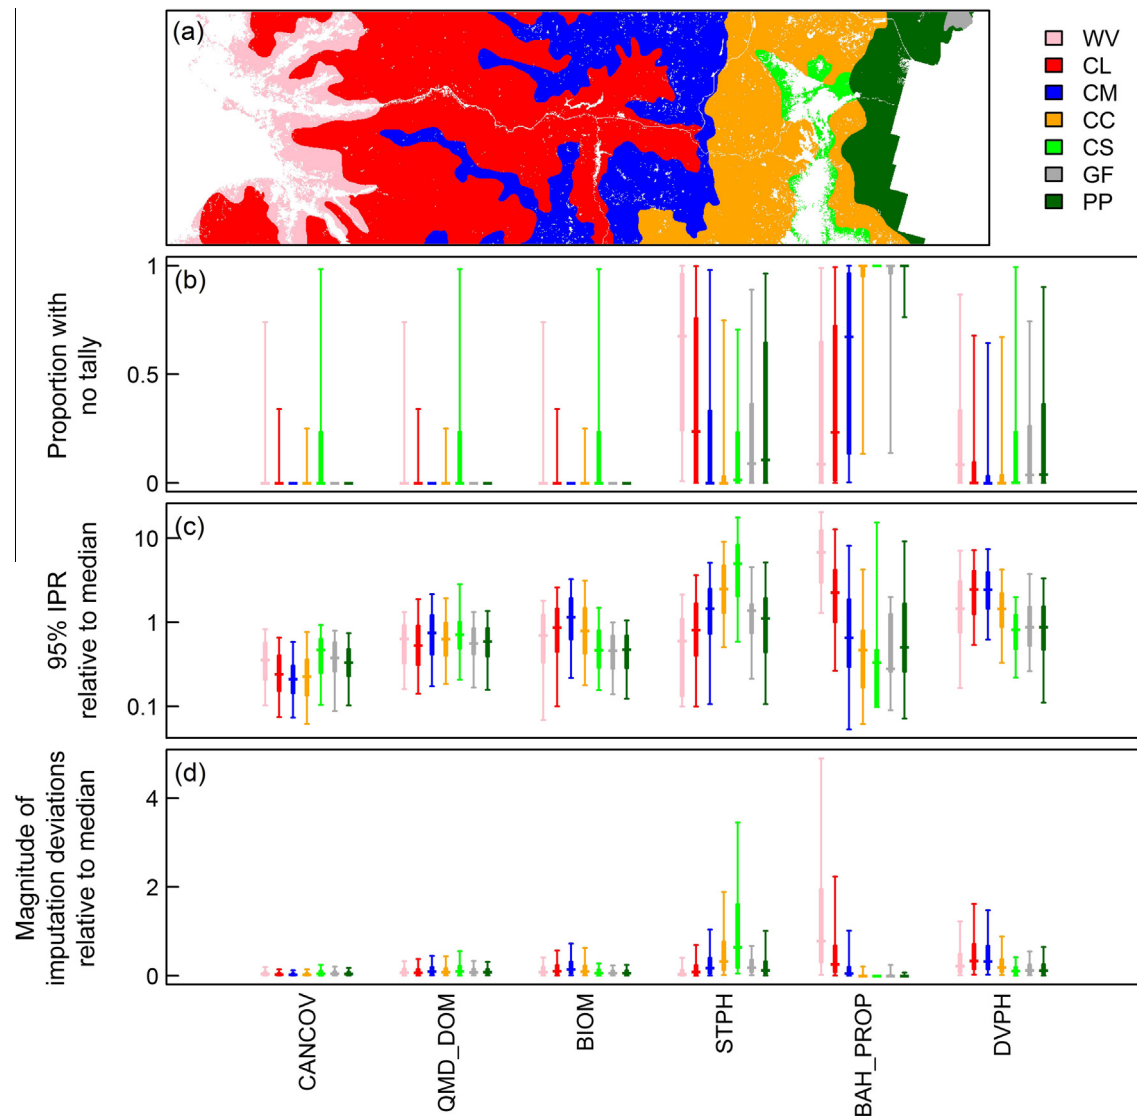 (a)
WV
CL
CM
CC
CS
GF
PP
(b)
Proportion with
no tally
1
0.5
0
(c)
95% IPR
relative to median
10
1
0.1
(d)
Magnitude of
imputation deviations
relative to median
4
2
0
CANCOV
QMD_DOM
BIOM
STPH
BAH_PROP
DVPH